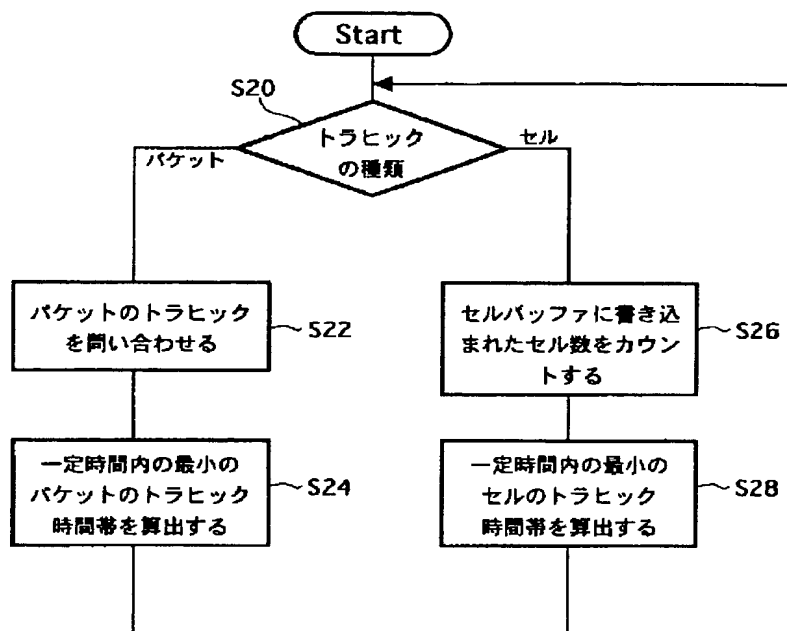 Start
S20
トラヒック
の種類
パケット
セル
パケットのトラヒック
を問い合わせる
S22
セルバッファに書き込
まれたセル数をカウン
トする
S26
一定時間内の最小の
パケットのトラヒック
時間帯を算出する
S24
一定時間内の最小の
セルのトラヒック
時間帯を算出する
S28